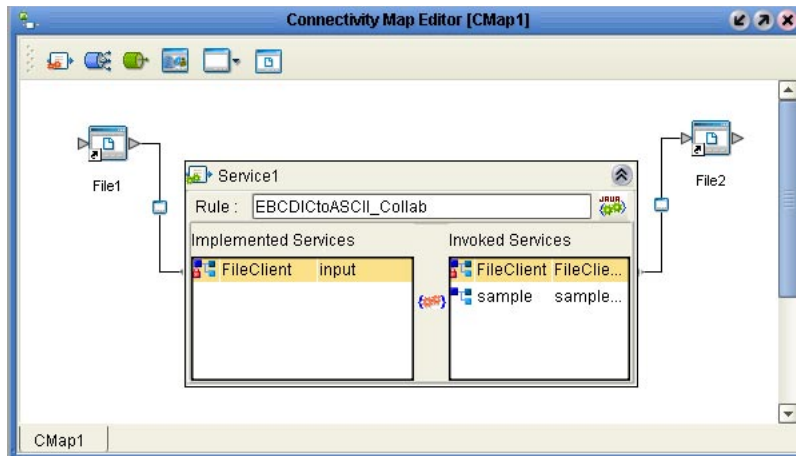 Connectivity Map Editor [CMap1]
File1
File2
Service1
Rule : EBCDICtoASCII_Collab
JAVA
Implemented Services Invoked Services
FileClient input FileClient FileClie...
sample sample...
CMap1